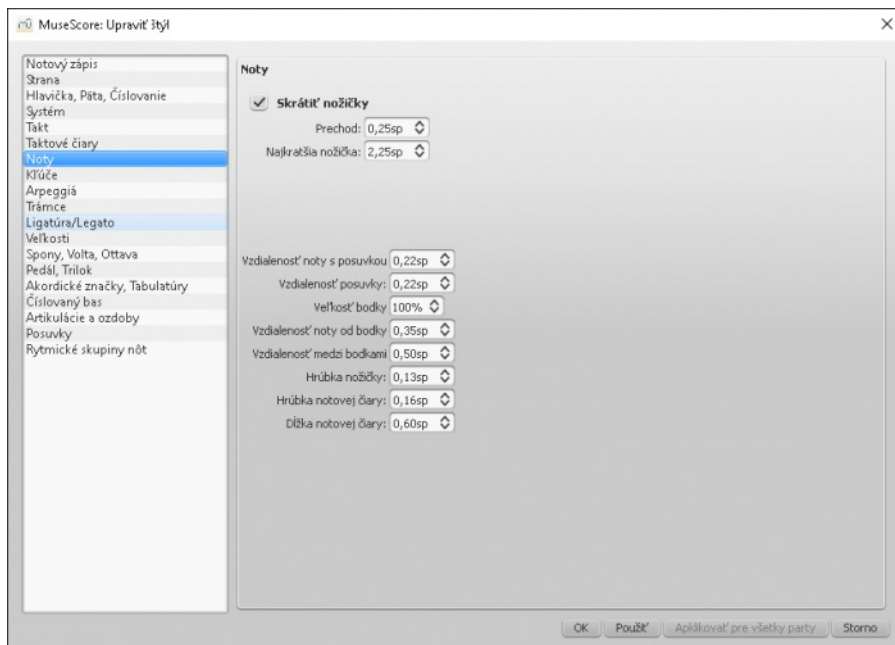 MuseScore: Upraviť štýl
Notový zápis
Strana
Hlavička, Päta, Číslovanie
Systém
Takt
Taktové čiary
Noty
Kľúče
Arpeggiá
Trámce
Ligatúra/Legato
Veľkosti
Spony, Volta, Ottava
Pedál, Trilok
Akordické značky, Tabulatúry
Číslovaný bas
Artikulácie a ozdoby
Posuvky
Rytmické skupiny nôt
Noty
Skrátiť nožičky
Prechod: 0,25sp
Najkratšia nožička: 2,25sp
Vzdialenosť noty s posuvkou 0,22sp
Vzdialenosť posuvky: 0,22sp
Veľkosť bodky 100%
Vzdialenosť noty od bodky 0,35sp
Vzdialenosť medzi bodkami 0,50sp
Hrúbka nožičky: 0,13sp
Hrúbka notovej čiary: 0,16sp
Dĺžka notovej čiary: 0,60sp
OK Použiť Aplikovať pre všetky party Storno